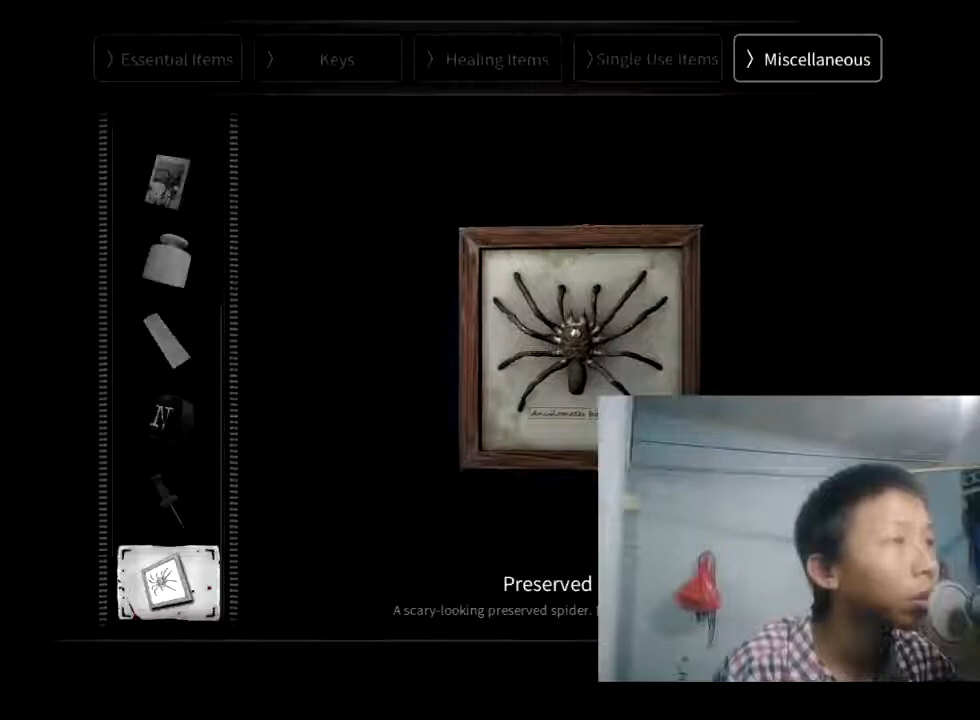 Essential Items
Keys
Healing Items
Single Use Items
Miscellaneous
N
Preserved
A scary-looking preserved spider.